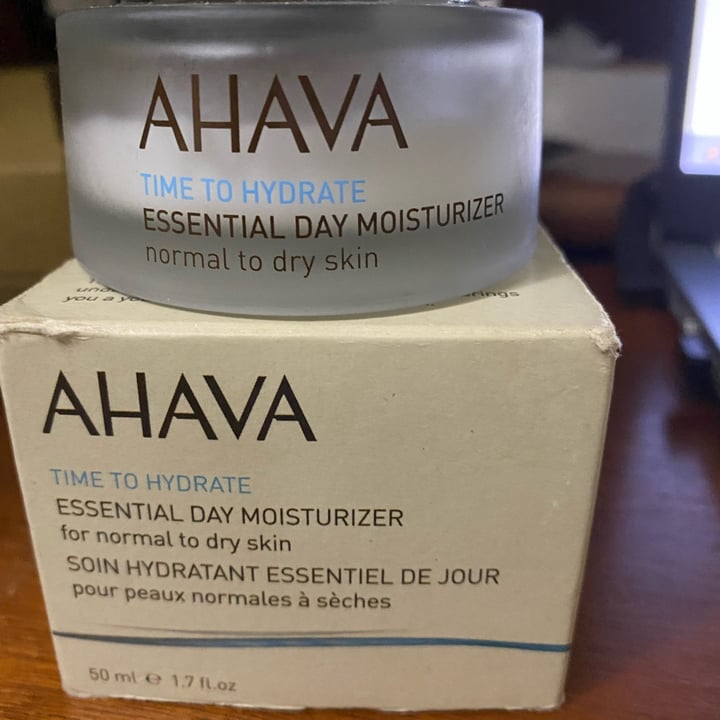 AHAVA
TIME TO HYDRATE
ESSENTIAL DAY MOISTURIZER
normal to dry skin
you a
AHAVA
TIME TO HYDRATE
ESSENTIAL DAY MOISTURIZER
for normal to dry skin
SOIN HYDRATANT ESSENTIEL DE JOUR
pour peaux normales à sèches
50 ml e 1.7 fl.oz